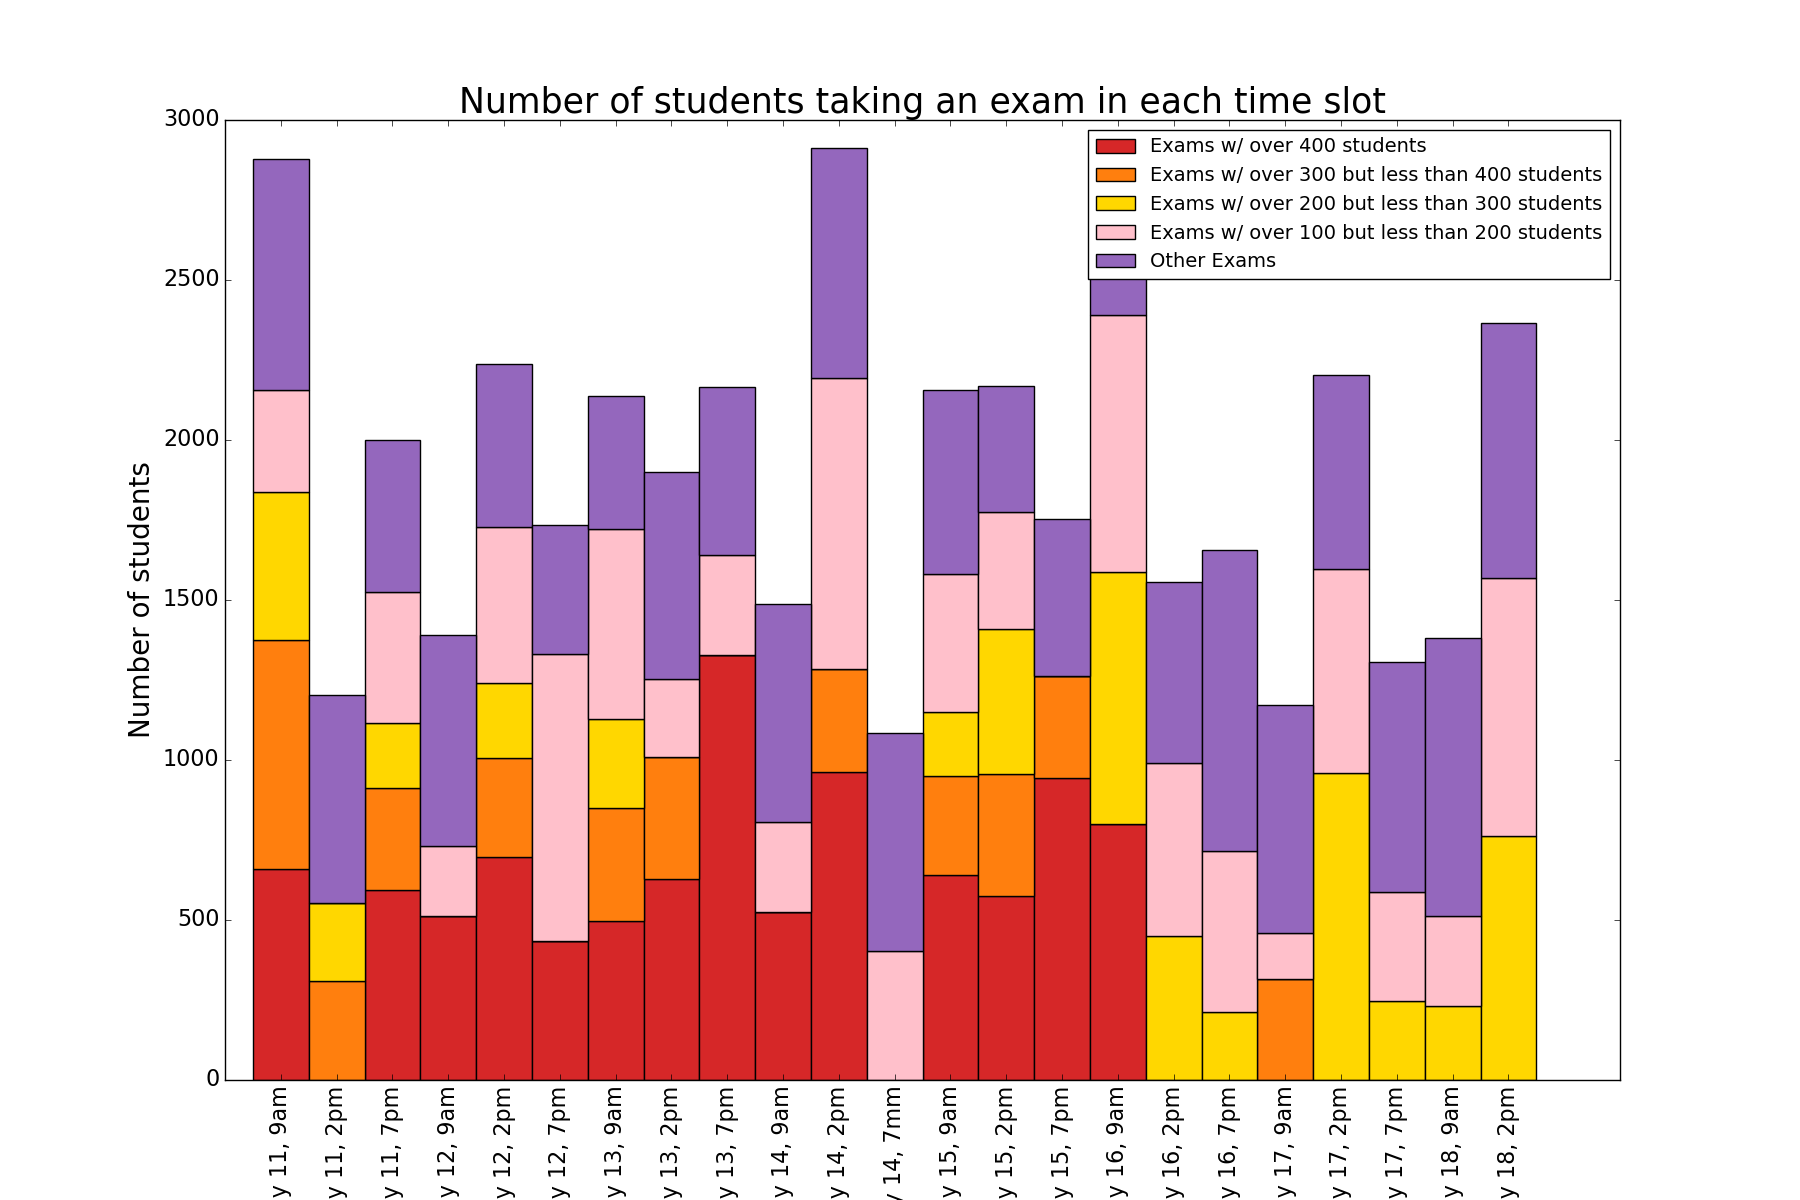 Number of students taking an exam in each time slot
3000
2500
2000
1500
1000
500
0
Number of students
Exams w/ over 400 students
Exams w/ over 300 but less than 400 students
Exams w/ over 200 but less than 300 students
Exams w/ over 100 but less than 200 students
Other Exams
y 11, 9am
y 11, 2pm
y 11, 7pm
y 12, 9am
y 12, 2pm
y 12, 7pm
y 13, 9am
y 13, 2pm
y 13, 7pm
y 14, 9am
y 14, 2pm
y 14, 7mm
y 15, 9am
y 15, 2pm
y 15, 7pm
y 16, 9am
y 16, 2pm
y 16, 7pm
y 17, 9am
y 17, 2pm
y 17, 7pm
y 18, 9am
y 18, 2pm